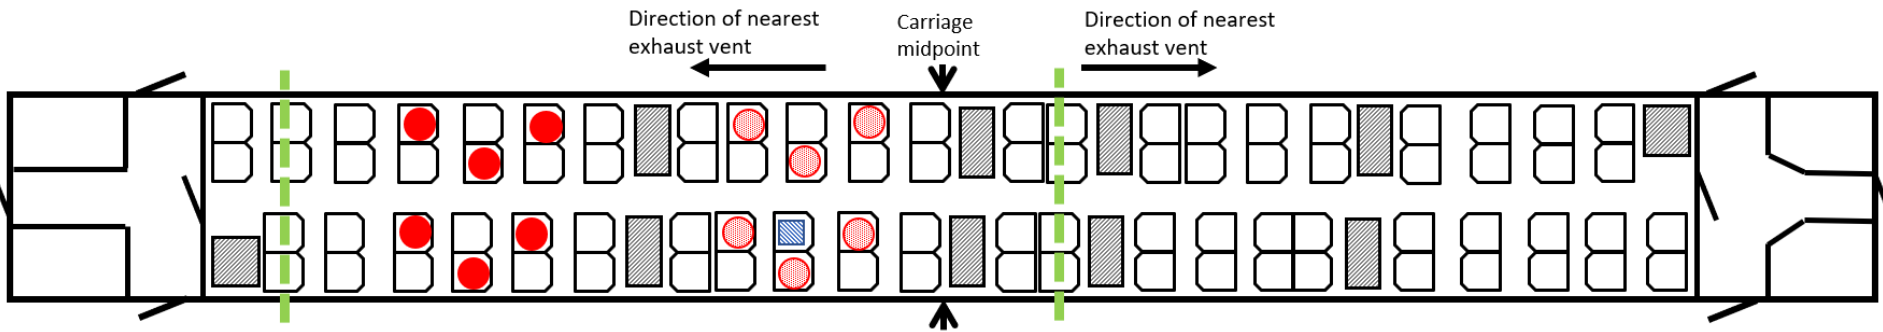 Direction of nearest
exhaust vent
Carriage
midpoint
Direction of nearest
exhaust vent